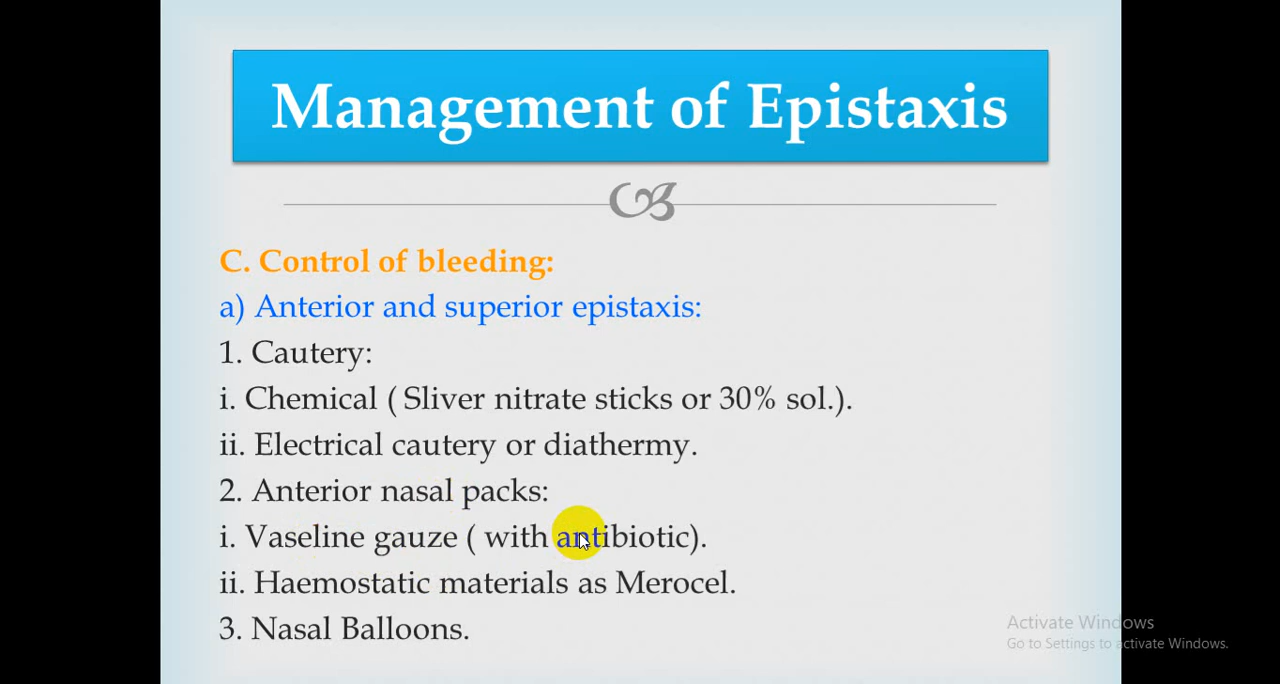 Management of Epistaxis
C. Control of bleeding:
a) Anterior and superior epistaxis:
1. Cautery:
i. Chemical ( Sliver nitrate sticks or 30% sol.).
ii. Electrical cautery or diathermy.
2. Anterior nasal packs:
i. Vaseline gauze ( with antibiotic).
ii. Haemostatic materials as Merocel.
3. Nasal Balloons.
Activate Windows
Go to Settings to activate Windows.